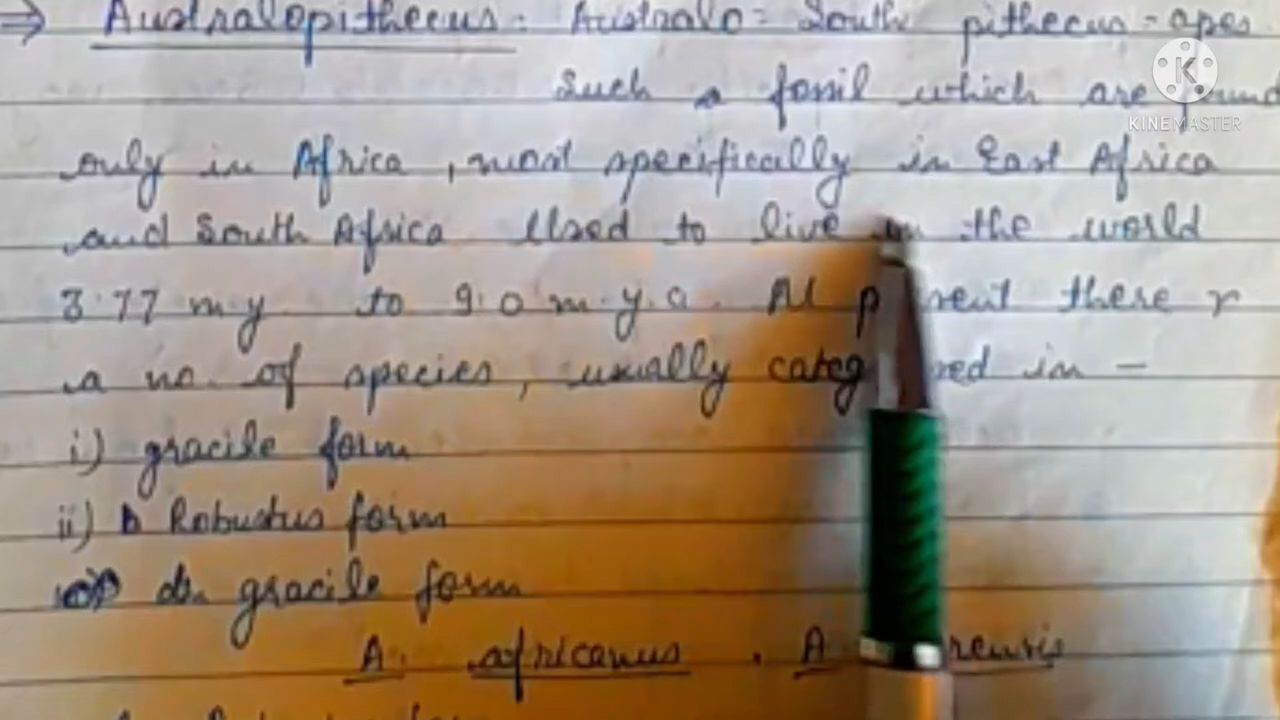 ⇒ Australopithecus: Australo = South pithecus = apes
Such a fossil which are found
only in Africa, most specifically in East Africa
and South Africa Used to live in the world
3.77 m.y to 9.0 m.y.a. At present there r
a no. of species, usually in –
i) gracile form
ii) Robustus form
gracile form
A. africanus, A.
KINEMASTER